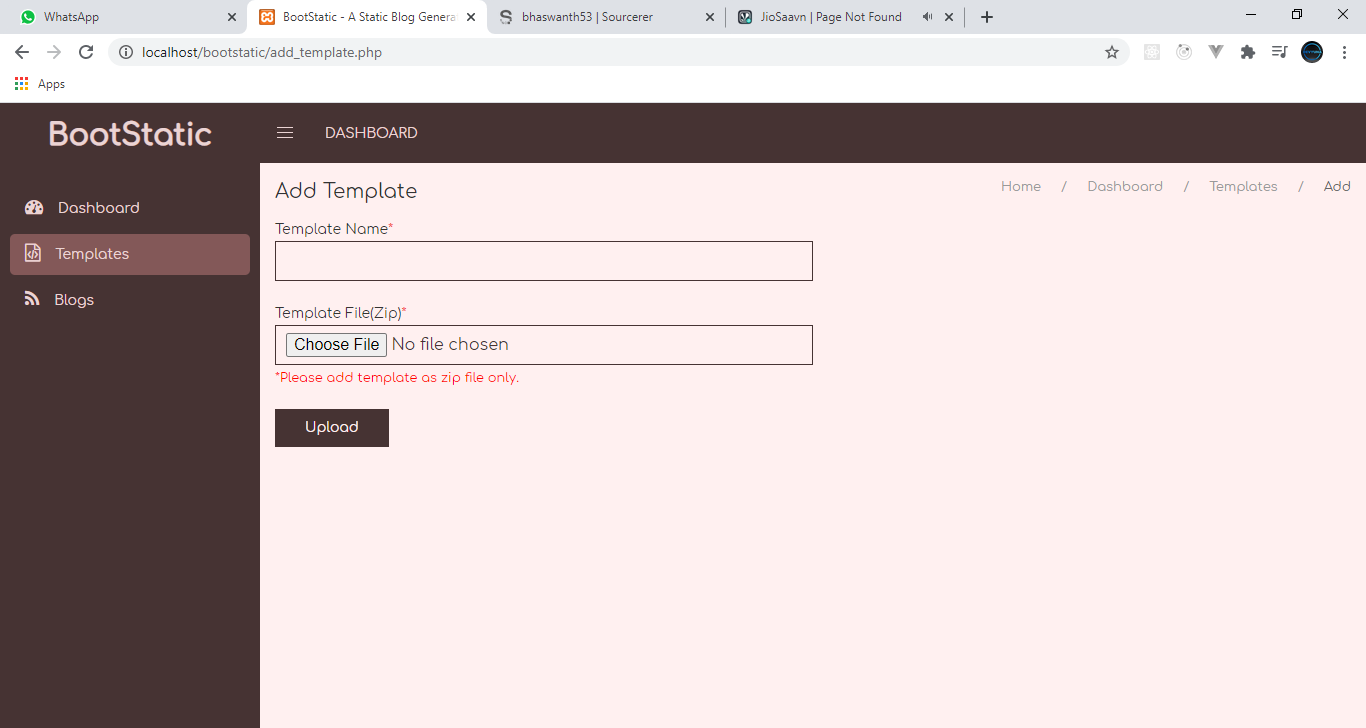 WhatsApp
BootStatic - A Static Blog Genera
bhaswanth53 | Sourcerer
JioSaavn | Page Not Found
localhost/bootstatic/add_template.php
Apps
BootStatic
DASHBOARD
Dashboard
Templates
Blogs
Add Template
Home / Dashboard / Templates / Add
Template Name*
Template File(Zip)*
Choose File No file chosen
*Please add template as zip file only.
Upload